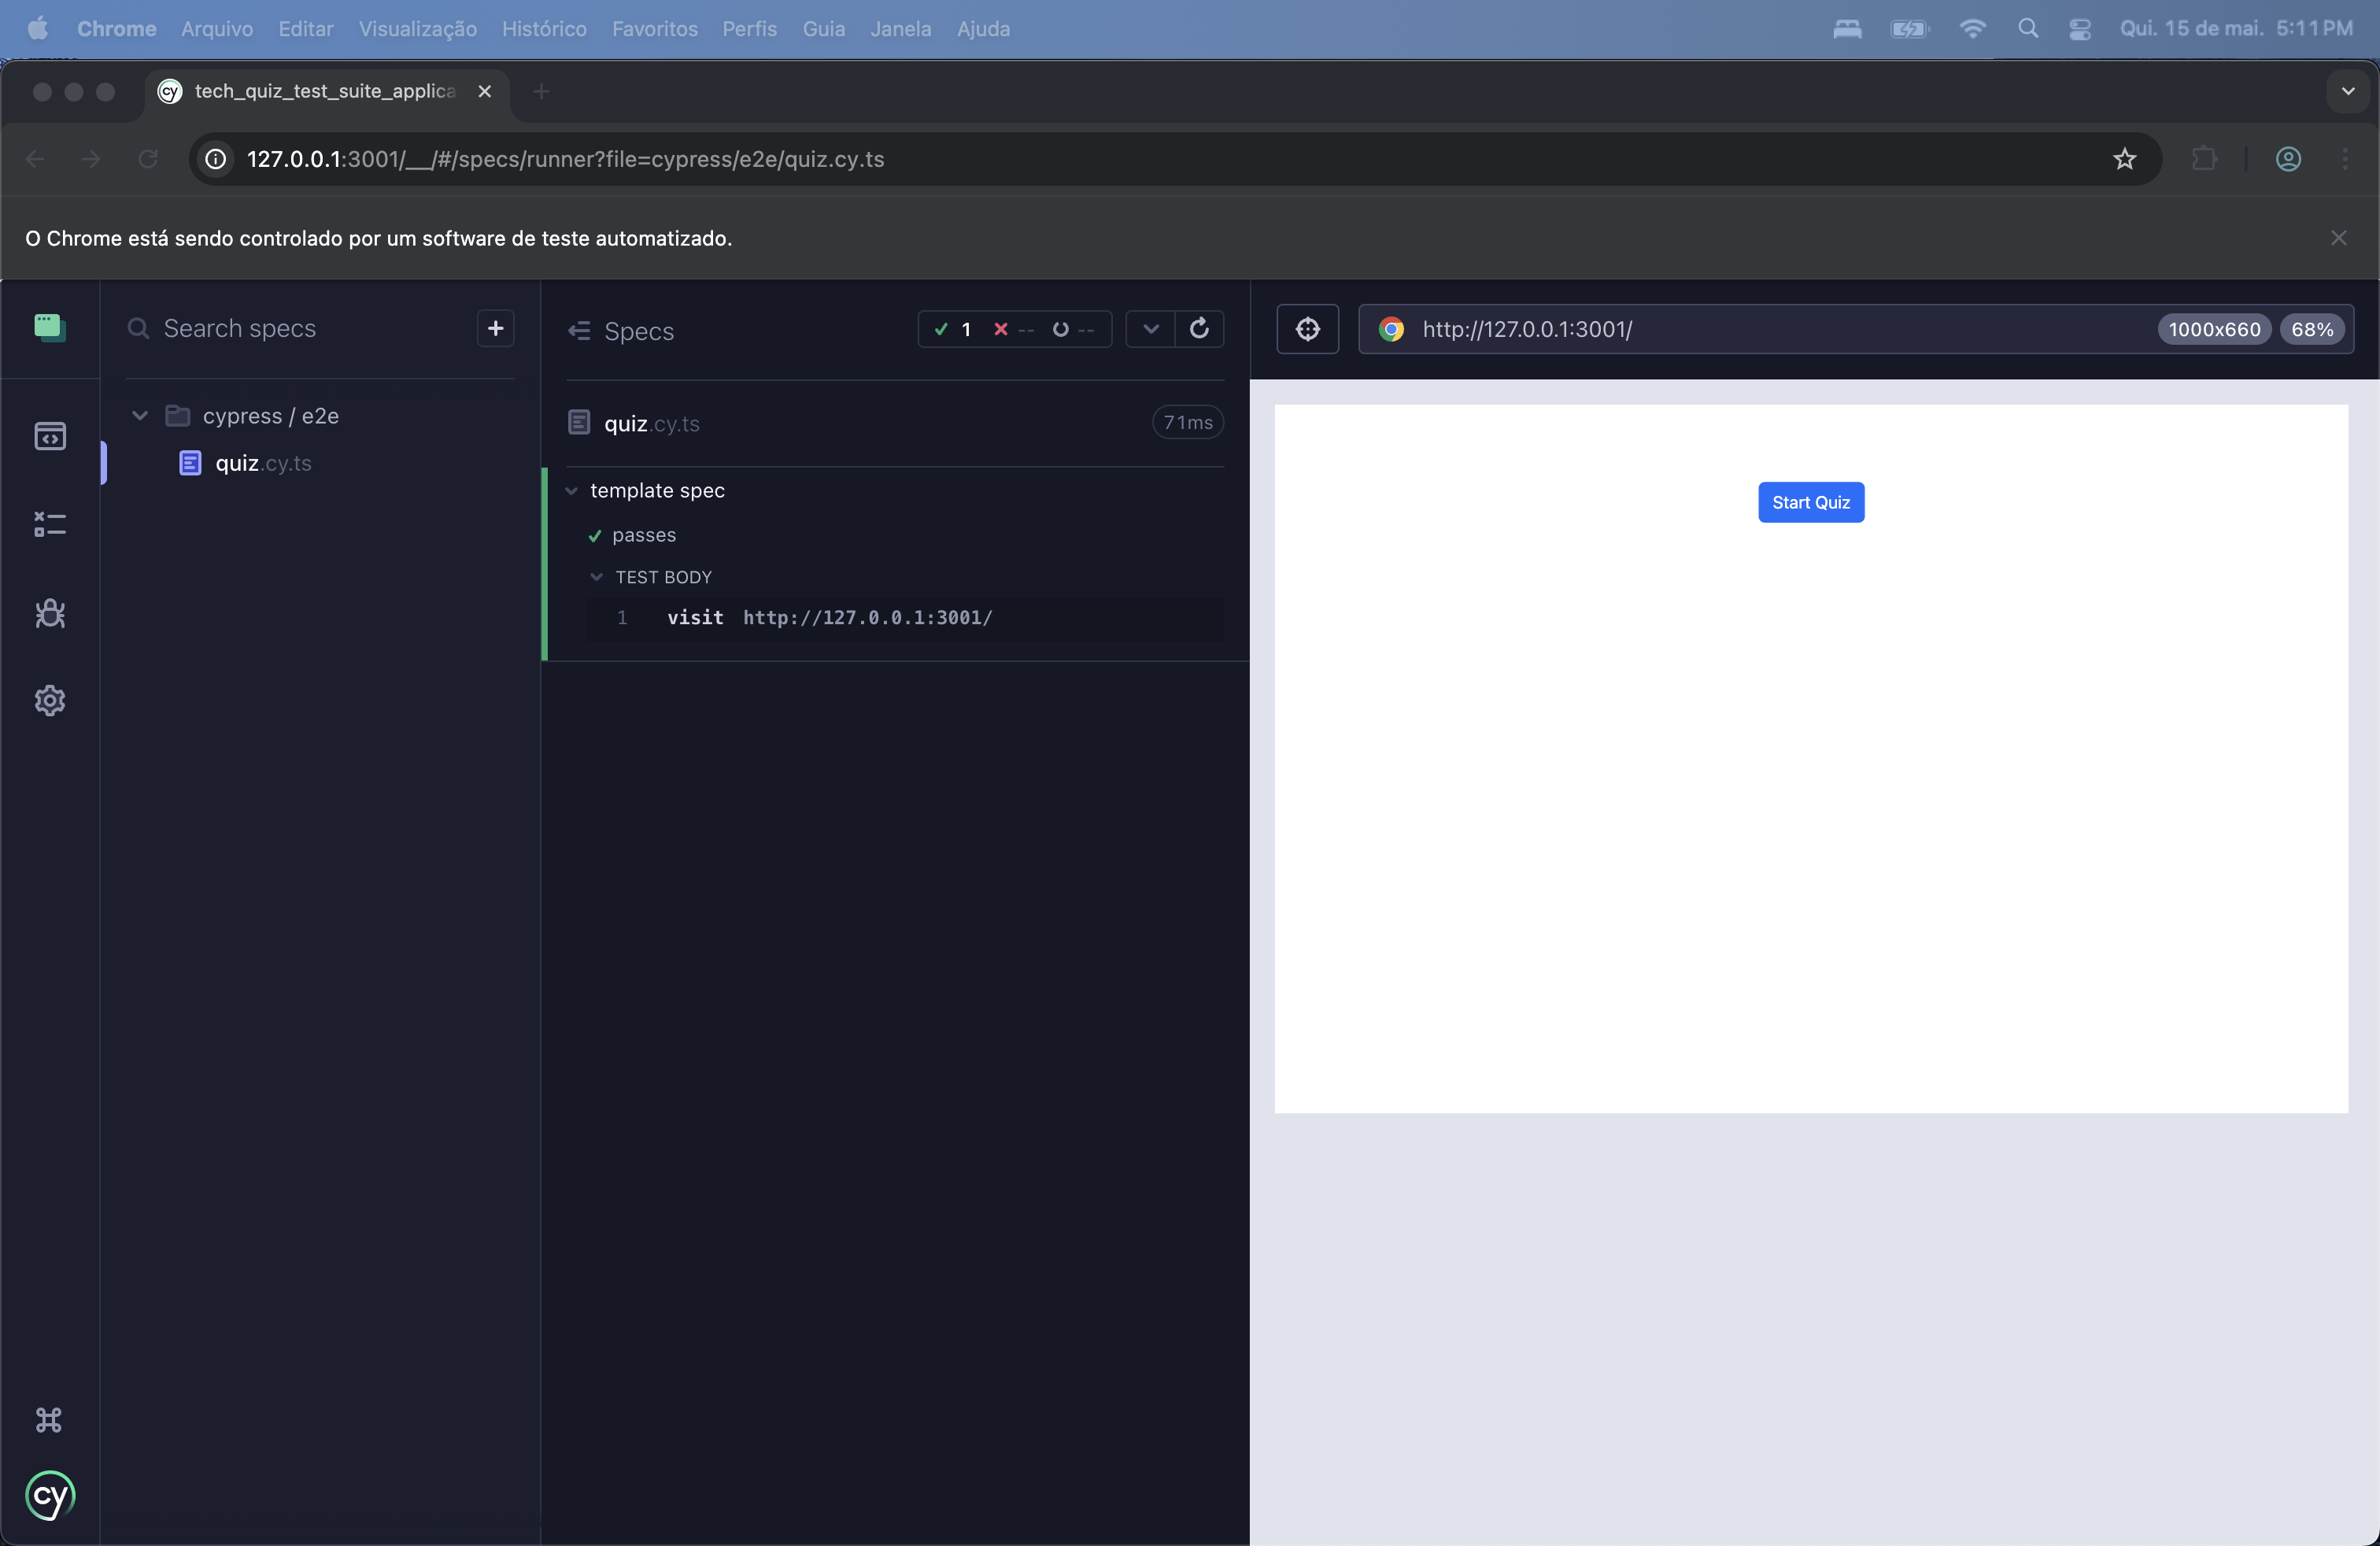 Chrome Arquivo Editar Visualização Histórico Favoritos Perfis Guia Janela Ajuda Qui. 15 de mai. 5:11 PM
cy tech_quiz_test_suite_applica
127.0.0.1:3001/__/#/specs/runner?file=cypress/e2e/quiz.cy.ts
O Chrome está sendo controlado por um software de teste automatizado.
Search specs
cypress / e2e
quiz.cy.ts
Specs 1 -- --
quiz.cy.ts 71ms
template spec
passes
TEST BODY
1 visit http://127.0.0.1:3001/
http://127.0.0.1:3001/ 1000x660 68%
Start Quiz
cy